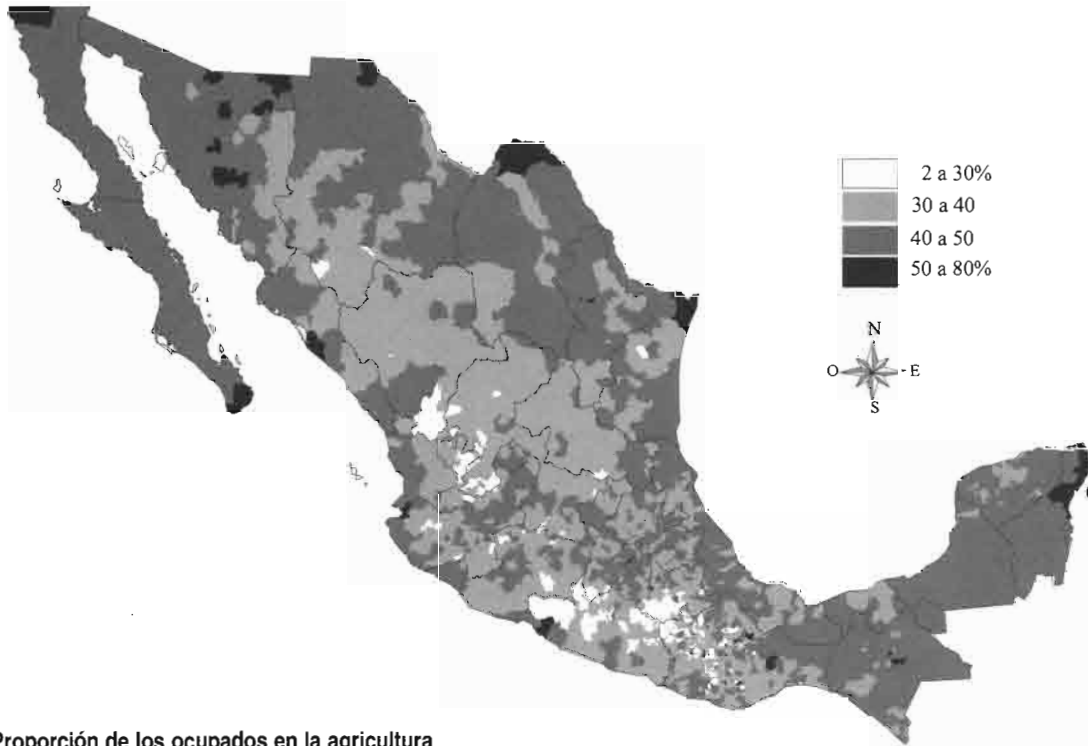 2 a 30%
30 a 40
40 a 50
50 a 80%
N
O
E
S
Proporción de los ocupados en la agricultura